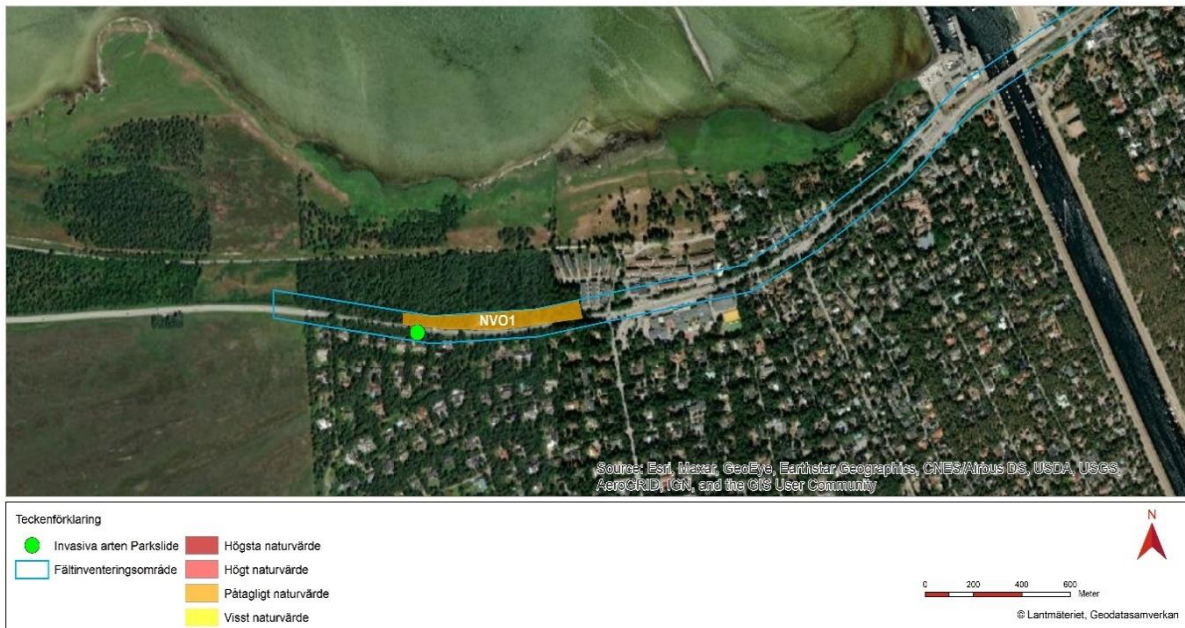 NVO1
Source: Esri, Maxar, GeoEye, Earthstar Geographics, CNES/Airbus DS, USDA, USGS,
AeroGRID, IGN, and the GIS User Community
Teckenförklaring
Invasiva arten Parkslide
Fältinventeringsområde
Högsta naturvärde
Högt naturvärde
Påtagligt naturvärde
Visst naturvärde
N
0 200 400 600
Meter
© Lantmäteriet, Geodatasamverkan